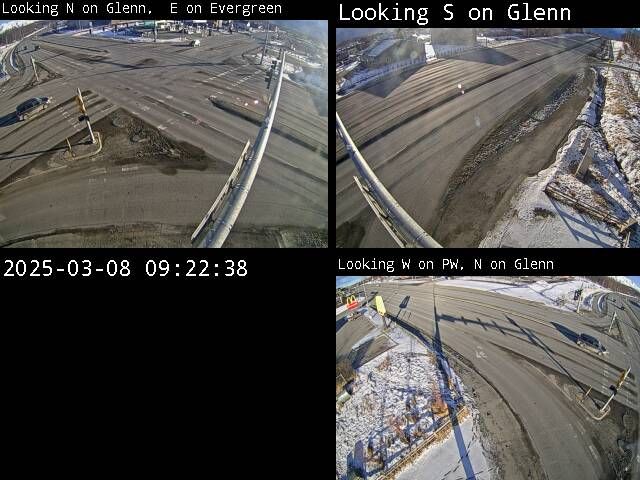 Looking N on Glenn,  E on Evergreen
Looking S on Glenn
2025-03-08 09:22:38
Looking W on PW, N on Glenn